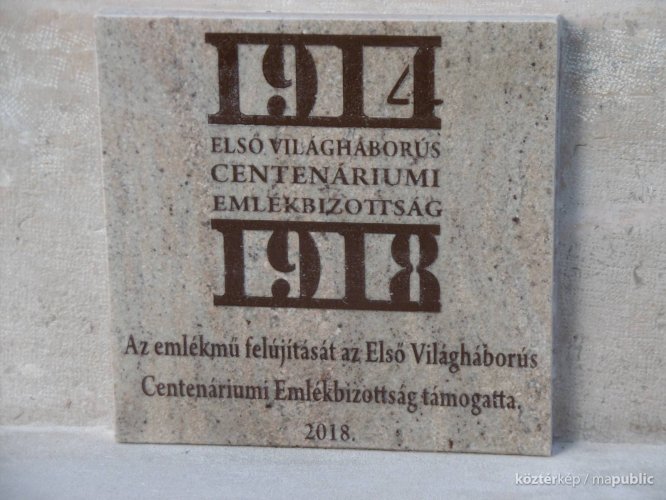 1914
ELSŐ VILÁGHÁBORÚS
CENTENÁRIUMI
EMLÉKBIZOTTSÁG
1918
Az emlékmű felújítását az Első Világháborús
Centenáriumi Emlékbizottság támogatta.
2018.
köztérkép / mapublic